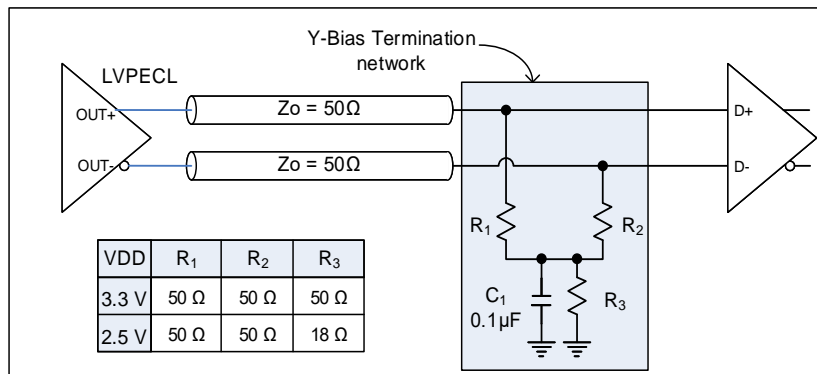 Y-Bias Termination
network
LVPECL
OUT+
Zo = 50Ω
D+
OUT-
Zo = 50Ω
D-
R1
R2
VDD R1 R2 R3
3.3 V 50 Ω 50 Ω 50 Ω
2.5 V 50 Ω 50 Ω 18 Ω
C1
0.1µF
R3